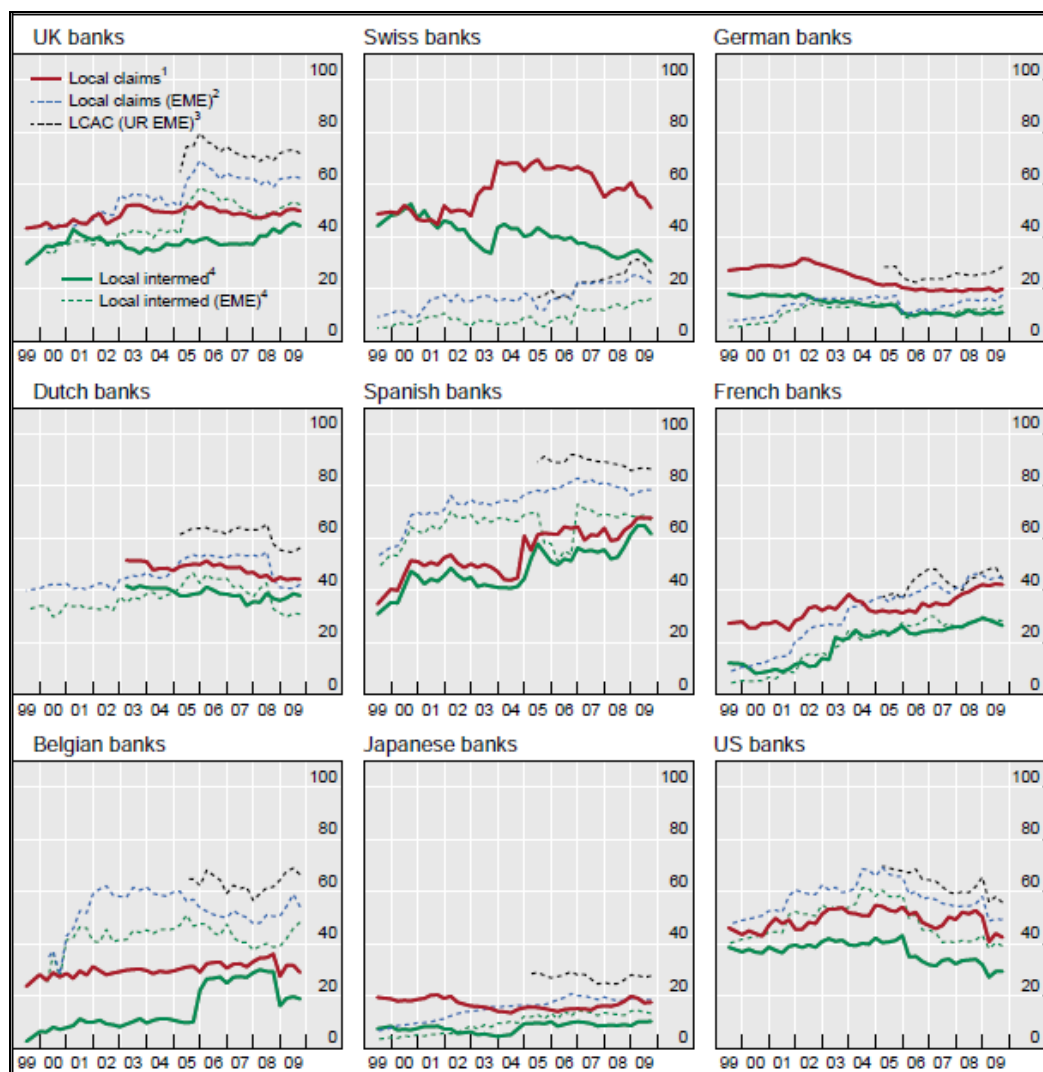 UK banks Swiss banks German banks
Local claims1
Local claims (EME)2
LCAC (UR EME)3
Local intermed4
Local intermed (EME)4
100 100 100
80 80 80
60 60 60
40 40 40
20 20 20
0 0 0
99 00 01 02 03 04 05 06 07 08 09 99 00 01 02 03 04 05 06 07 08 09 99 00 01 02 03 04 05 06 07 08 09
Dutch banks Spanish banks French banks
100 100 100
80 80 80
60 60 60
40 40 40
20 20 20
0 0 0
99 00 01 02 03 04 05 06 07 08 09 99 00 01 02 03 04 05 06 07 08 09 99 00 01 02 03 04 05 06 07 08 09
Belgian banks Japanese banks US banks
100 100 100
80 80 80
60 60 60
40 40 40
20 20 20
0 0 0
99 00 01 02 03 04 05 06 07 08 09 99 00 01 02 03 04 05 06 07 08 09 99 00 01 02 03 04 05 06 07 08 09